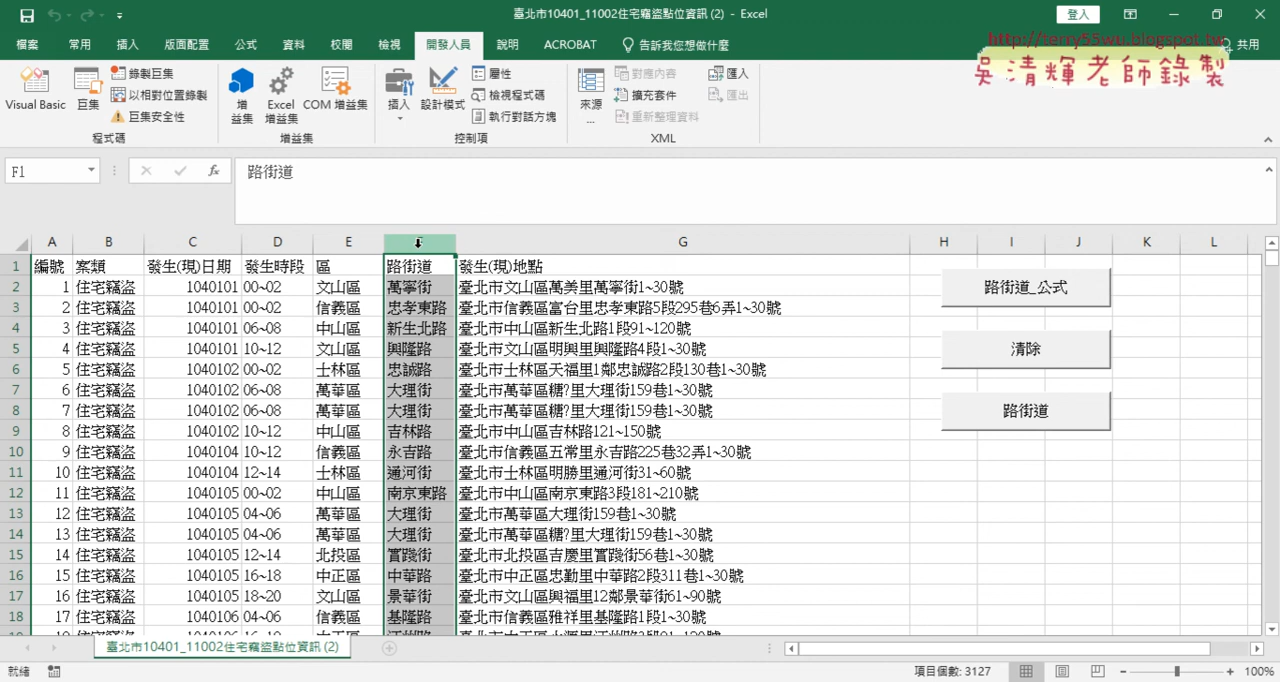 臺北市10401_11002住宅竊盜點位資訊 (2) - Excel
登入
檔案 常用 插入 版面配置 公式 資料 校閱 檢視 開發人員 說明 ACROBAT 告訴我您想做什麼 共用
http://terry55wu.blogspot.tw
吳清輝老師錄製
Visual Basic 巨集 錄製巨集 以相對位置錄製 巨集安全性
程式碼
增益集 Excel 增益集 COM 增益集
增益集
插入 設計模式 屬性 檢視程式碼 執行對話方塊
控制項
來源... 對應內容 擴充套件 重新整理資料 匯入 匯出
XML
F1 fx 路街道
A B C D E G H I J K L
1 編號 案類 發生(現)日期 發生時段 區 路街道 發生(現)地點
2 1 住宅竊盜 1040101 00~02 文山區 萬寧街 臺北市文山區萬美里萬寧街1~30號
3 2 住宅竊盜 1040101 00~02 信義區 忠孝東路 臺北市信義區富台里忠孝東路5段295巷6弄1~30號
4 3 住宅竊盜 1040101 06~08 中山區 新生北路 臺北市中山區新生北路1段91~120號
5 4 住宅竊盜 1040101 10~12 文山區 興隆路 臺北市文山區明興里興隆路4段1~30號
6 5 住宅竊盜 1040102 00~02 士林區 忠誠路 臺北市士林區天福里1鄰忠誠路2段130巷1~30號
7 6 住宅竊盜 1040102 06~08 萬華區 大理街 臺北市萬華區糖?里大理街159巷1~30號
8 7 住宅竊盜 1040102 06~08 萬華區 大理街 臺北市萬華區糖?里大理街159巷1~30號
9 8 住宅竊盜 1040102 10~12 中山區 吉林路 臺北市中山區吉林路121~150號
10 9 住宅竊盜 1040104 10~12 信義區 永吉路 臺北市信義區五常里永吉路225巷32弄1~30號
11 10 住宅竊盜 1040104 12~14 士林區 通河街 臺北市士林區明勝里通河街31~60號
12 11 住宅竊盜 1040105 00~02 中山區 南京東路 臺北市中山區南京東路3段181~210號
13 12 住宅竊盜 1040105 04~06 萬華區 大理街 臺北市萬華區大理街159巷1~30號
14 13 住宅竊盜 1040105 04~06 萬華區 大理街 臺北市萬華區糖?里大理街159巷1~30號
15 14 住宅竊盜 1040105 12~14 北投區 實踐街 臺北市北投區吉慶里實踐街56巷1~30號
16 15 住宅竊盜 1040105 16~18 中正區 中華路 臺北市中正區忠勤里中華路2段311巷1~30號
17 16 住宅竊盜 1040105 18~20 文山區 景華街 臺北市文山區興福里12鄰景華街61~90號
18 17 住宅竊盜 1040106 04~06 信義區 基隆路 臺北市信義區雅祥里基隆路1段1~30號
路街道_公式
清除
路街道
臺北市10401_11002住宅竊盜點位資訊 (2)
就緒 項目個數: 3127 100%